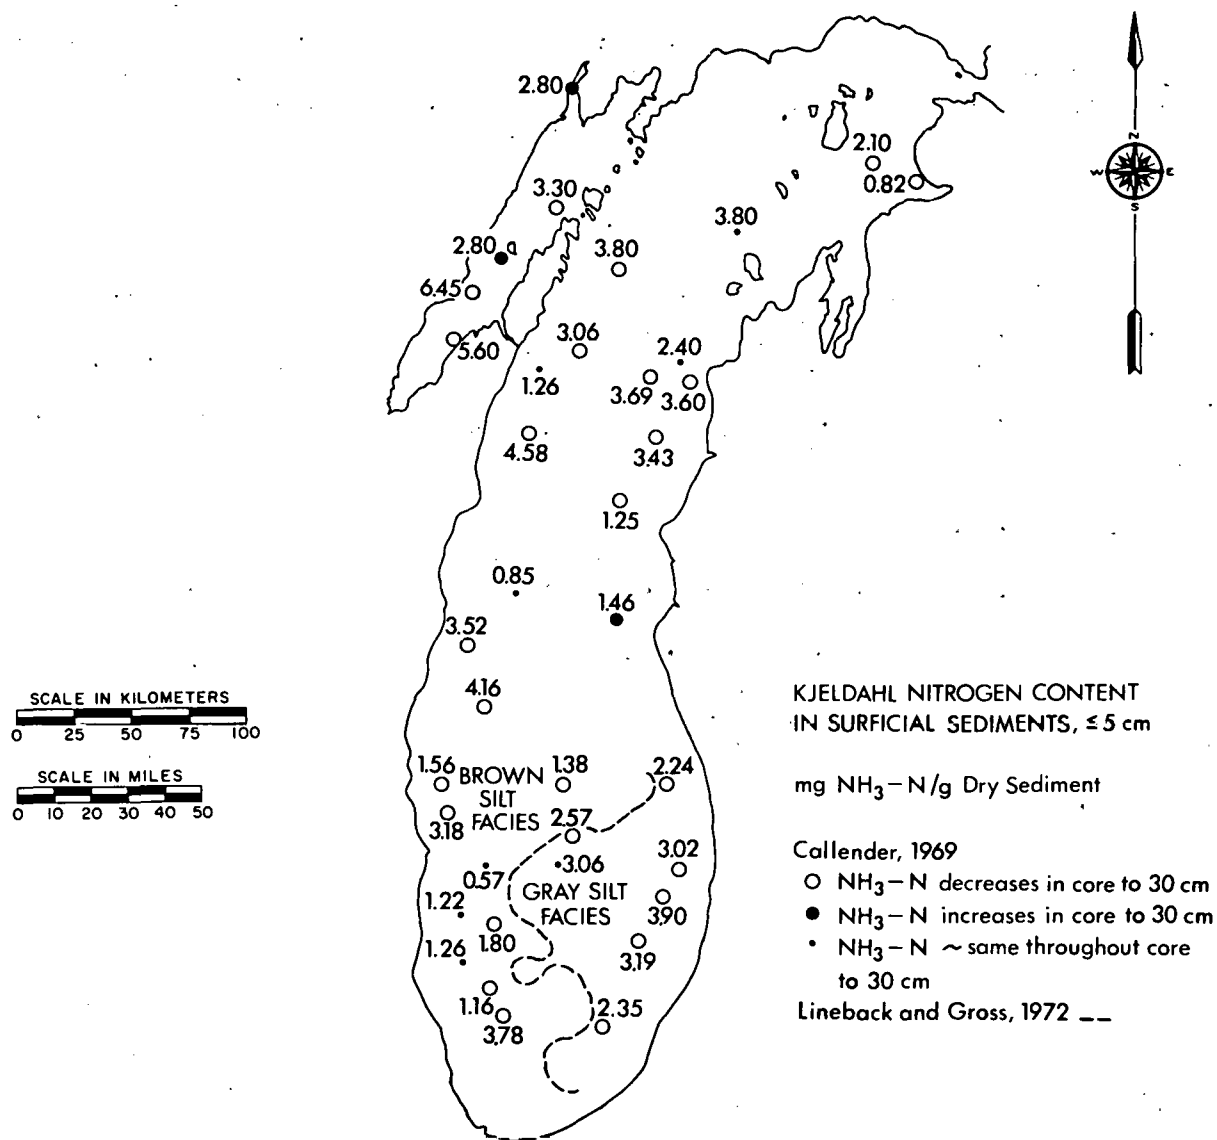 2.80
N
W
E
S
2.10
0.82
3.30
3.80
2.80
3.80
6.45
5.60
3.06
1.26
2.40
3.69
3.60
4.58
3.43
1.25
0.85
1.46
3.52
4.16
SCALE IN KILOMETERS
0 25 50 75 100
SCALE IN MILES
0 10 20 30 40 50
1.56
BROWN
SILT
FACIES
1.38
2.24
3.18
2.57
0.57
3.06
3.02
GRAY SILT
FACIES
1.22
3.90
1.80
1.26
3.19
1.16
3.78
2.35
KJELDAHL NITROGEN CONTENT
IN SURFICIAL SEDIMENTS, ≤ 5 cm
mg NH₃–N/g Dry Sediment
Callender, 1969
NH₃–N decreases in core to 30 cm
NH₃–N increases in core to 30 cm
NH₃–N ~ same throughout core
to 30 cm
Lineback and Gross, 1972